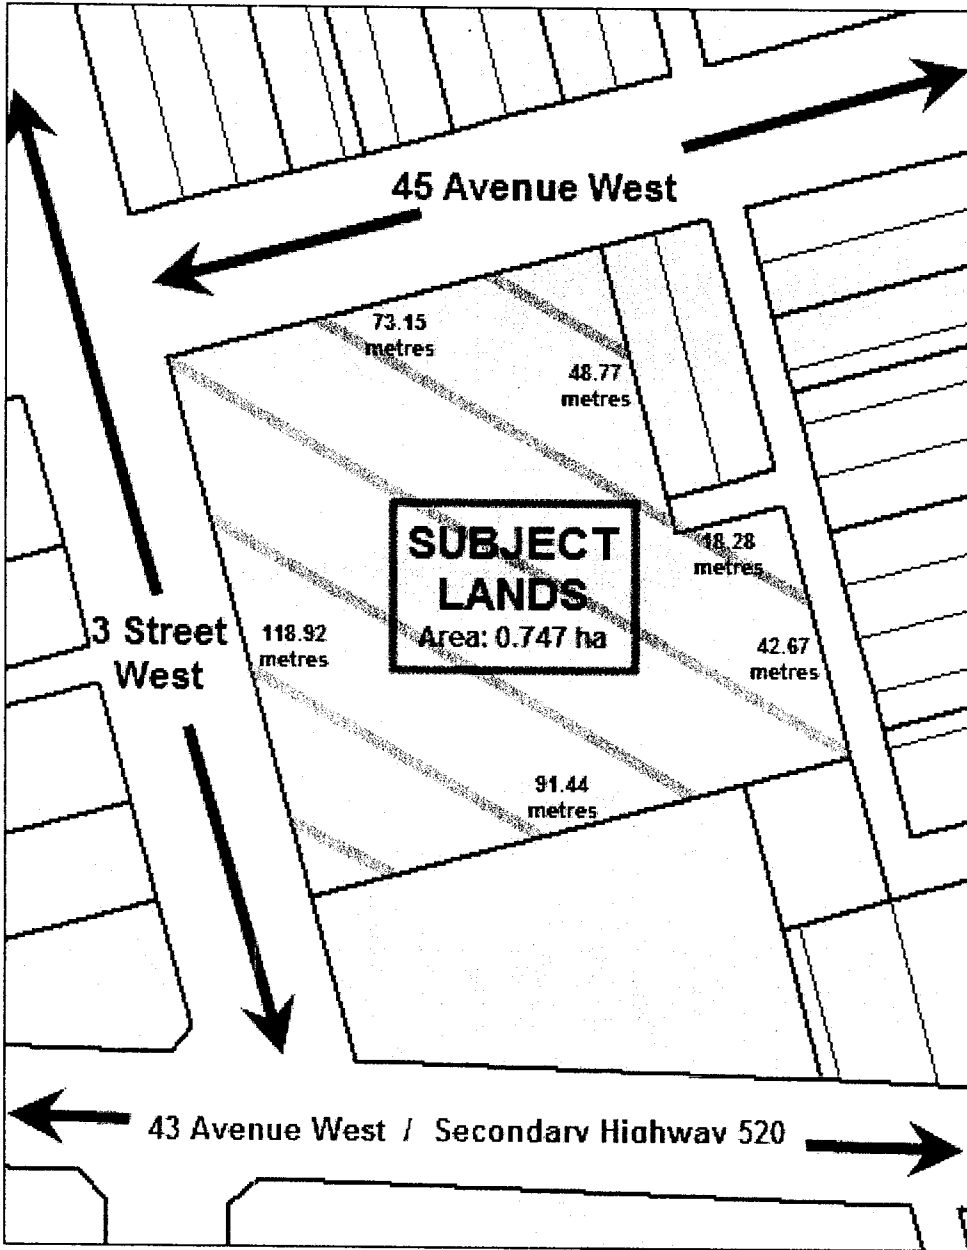 45 Avenue West
73.15
metres
48.77
metres
SUBJECT
LANDS
Area: 0.747 ha
18.28
metres
3 Street
West
118.92
metres
42.67
metres
91.44
metres
43 Avenue West / Secondary Highway 520